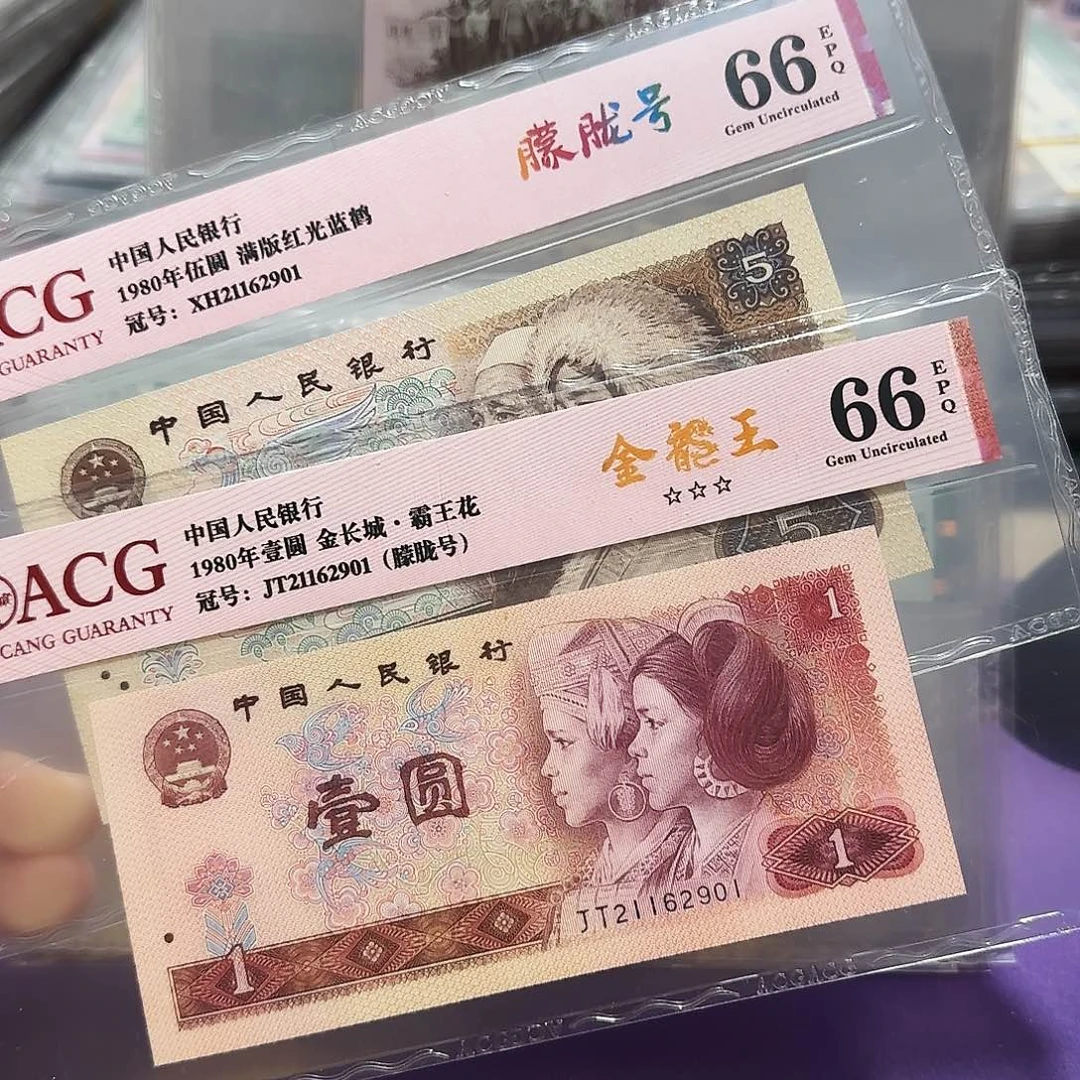 朦胧号
66
EPQ
Gem Uncirculated
CG
GUARANTY
中国人民银行
1980年伍圆 满版红光蓝鹤
冠号：XH21162901
中国人民银行
5
5
ACG
CANG GUARANTY
中国人民银行
1980年壹圆 金长城·霸王花
冠号：JT21162901（朦胧号）
金龍王
☆☆☆
66
EPQ
Gem Uncirculated
中国人民银行
壹圆
1
1
1
JT21162901